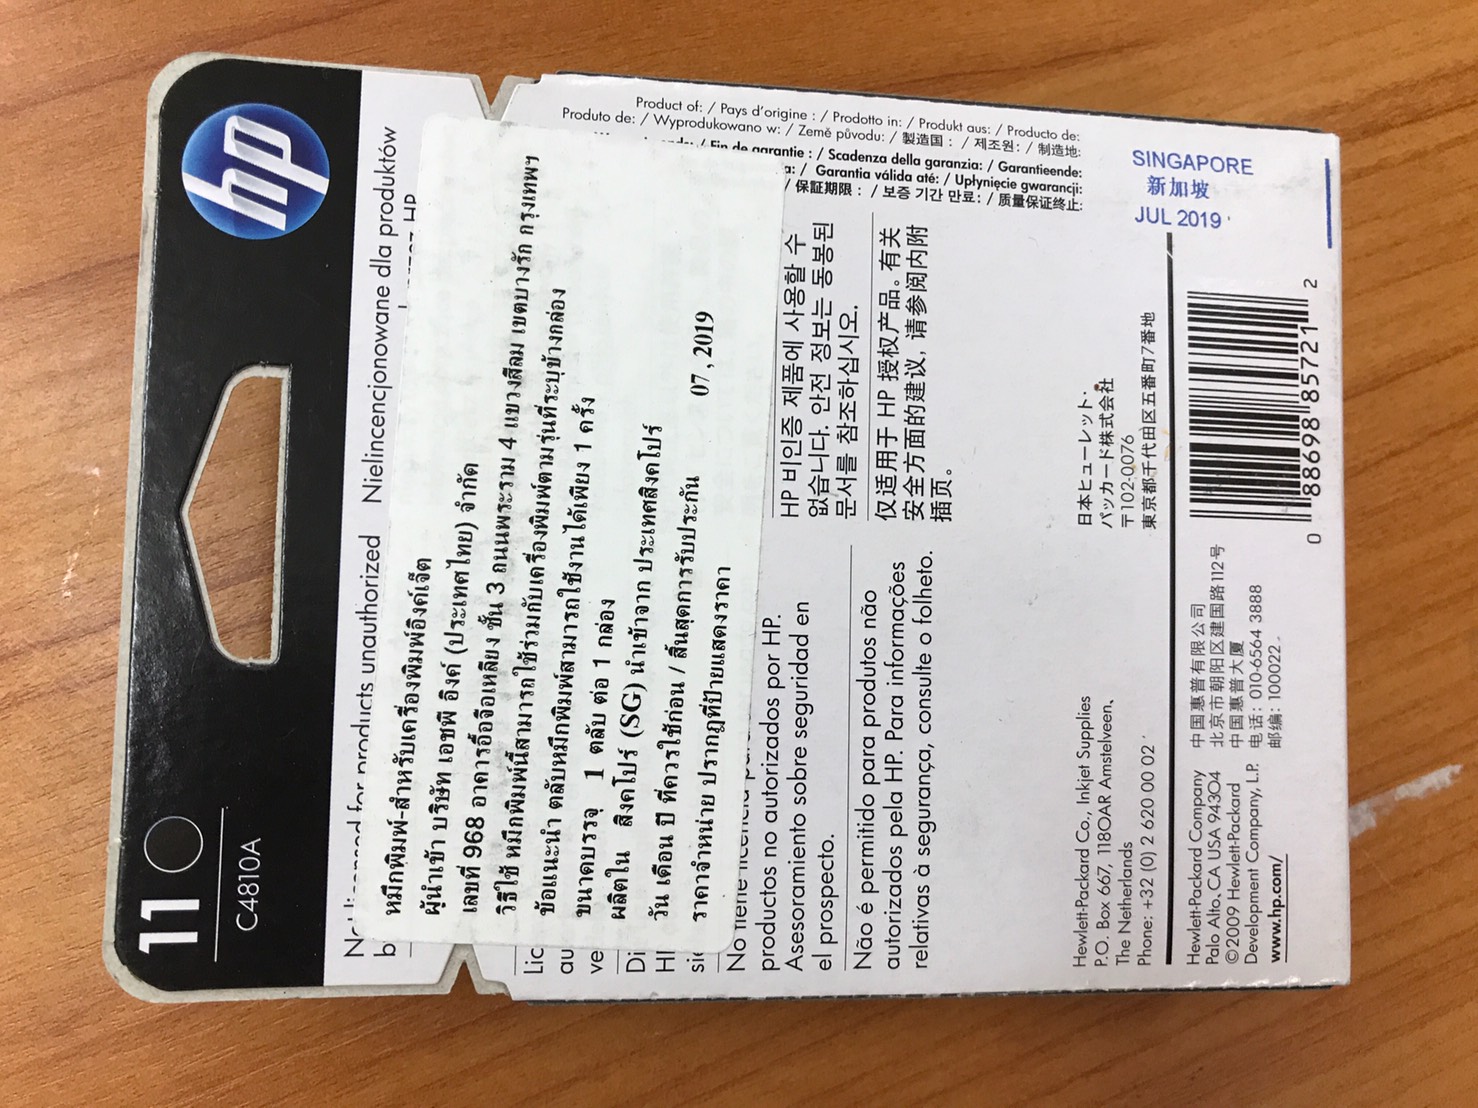 hp
11
C4810A
Product of: / Pays d'origine : / Prodotto in: / Produkt aus: / Producto de:
Produto de: / Wyprodukowano w: / Země původu: / 製造国 : / 제조원: / 制造地:
/ Fin de garantie : / Scadenza della garanzia: / Garantieende:
/ Garantia válida até: / Upłynięcie gwarancji:
/ 保証期限 : / 보증 기간 만료: / 质量保证终止:
SINGAPORE
新加坡
JUL 2019
for products unauthorized
Nielincencjonowane dla produktów
หมึกพิมพ์-สำหรับเครื่องพิมพ์อิงค์เจ็ต
ผู้นำเข้า บริษัท เอชพี อิงค์ (ประเทศไทย) จำกัด
เลขที่ 968 อาคารอื้อจือเหลียง ชั้น 3 ถนนพระราม 4 แขวงสีลม เขตบางรัก กรุงเทพฯ
วิธีใช้ หมึกพิมพ์นี้สามารถใช้ร่วมกับเครื่องพิมพ์ตามรุ่นที่ระบุข้างกล่อง
ข้อแนะนำ ตลับหมึกพิมพ์สามารถใช้งานได้เพียง 1 ครั้ง
ขนาดบรรจุ 1 ตลับ ต่อ 1 กล่อง
ผลิตใน สิงคโปร์ (SG) นำเข้าจาก ประเทศสิงคโปร์
วัน เดือน ปี ที่ควรใช้ก่อน / สิ้นสุดการรับประกัน 07 , 2019
ราคาจำหน่าย ปรากฏที่ป้ายแสดงราคา
No tiene licencia para
productos no autorizados por HP.
Asesoramiento sobre seguridad en
el prospecto.
HP 비인증 제품에 사용할 수
없습니다. 안전 정보는 동봉된
문서를 참조하십시오.
Não é permitido para produtos não
autorizados pela HP. Para informações
relativas à segurança, consulte o folheto.
仅适用于 HP 授权产品。有关
安全方面的建议, 请参阅内附
插页。
Hewlett-Packard Co., Inkjet Supplies
P.O. Box 667, 1180AR Amstelveen,
The Netherlands
Phone: +32 (0) 2 620 00 02
日本ヒューレット・
パッカード株式会社
〒102-0076
東京都千代田区五番町7番地
Hewlett-Packard Company
Palo Alto, CA USA 94304
©2009 Hewlett-Packard
Development Company, L.P.
www.hp.com/
中国惠普有限公司
北京市朝阳区建国路112号
中国惠普大厦
电话: 010-6564 3888
邮编: 100022
0 88698 85721 2